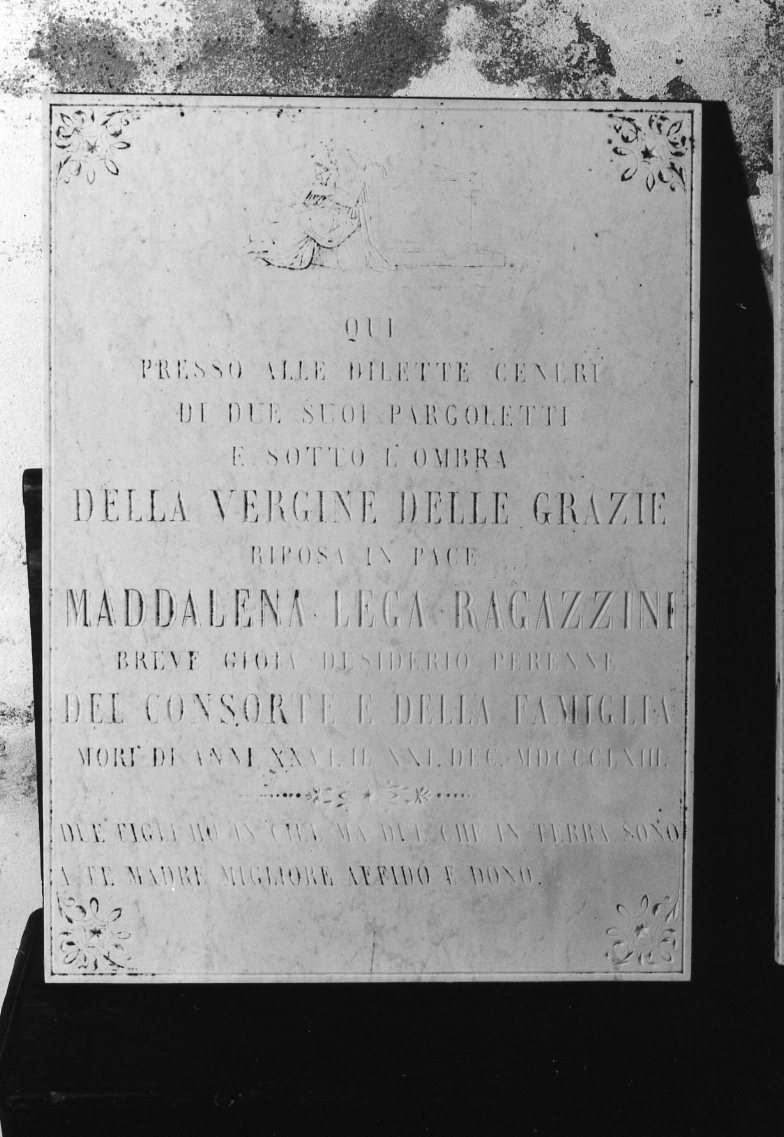 QUI
PRESSO ALLE DILETTE CENERI
DI DUE SUOI PARGOLETTI
E SOTTO L'OMBRA
DELLA VERGINE DELLE GRAZIE
RIPOSA IN PACE
MADDALENA · LEGA · RAGAZZINI
BREVE GIOIA DESIDERIO PERENNE
DEL CONSORTE E DELLA FAMIGLIA
MORÌ DI ANNI XXVI. IL XXI. DEC. MDCCCLXIII.
DUE FIGLI HO IN CIEL MA DUE CHE IN TERRA SONO
A TE MADRE MIGLIORE AFFIDO E DONO.